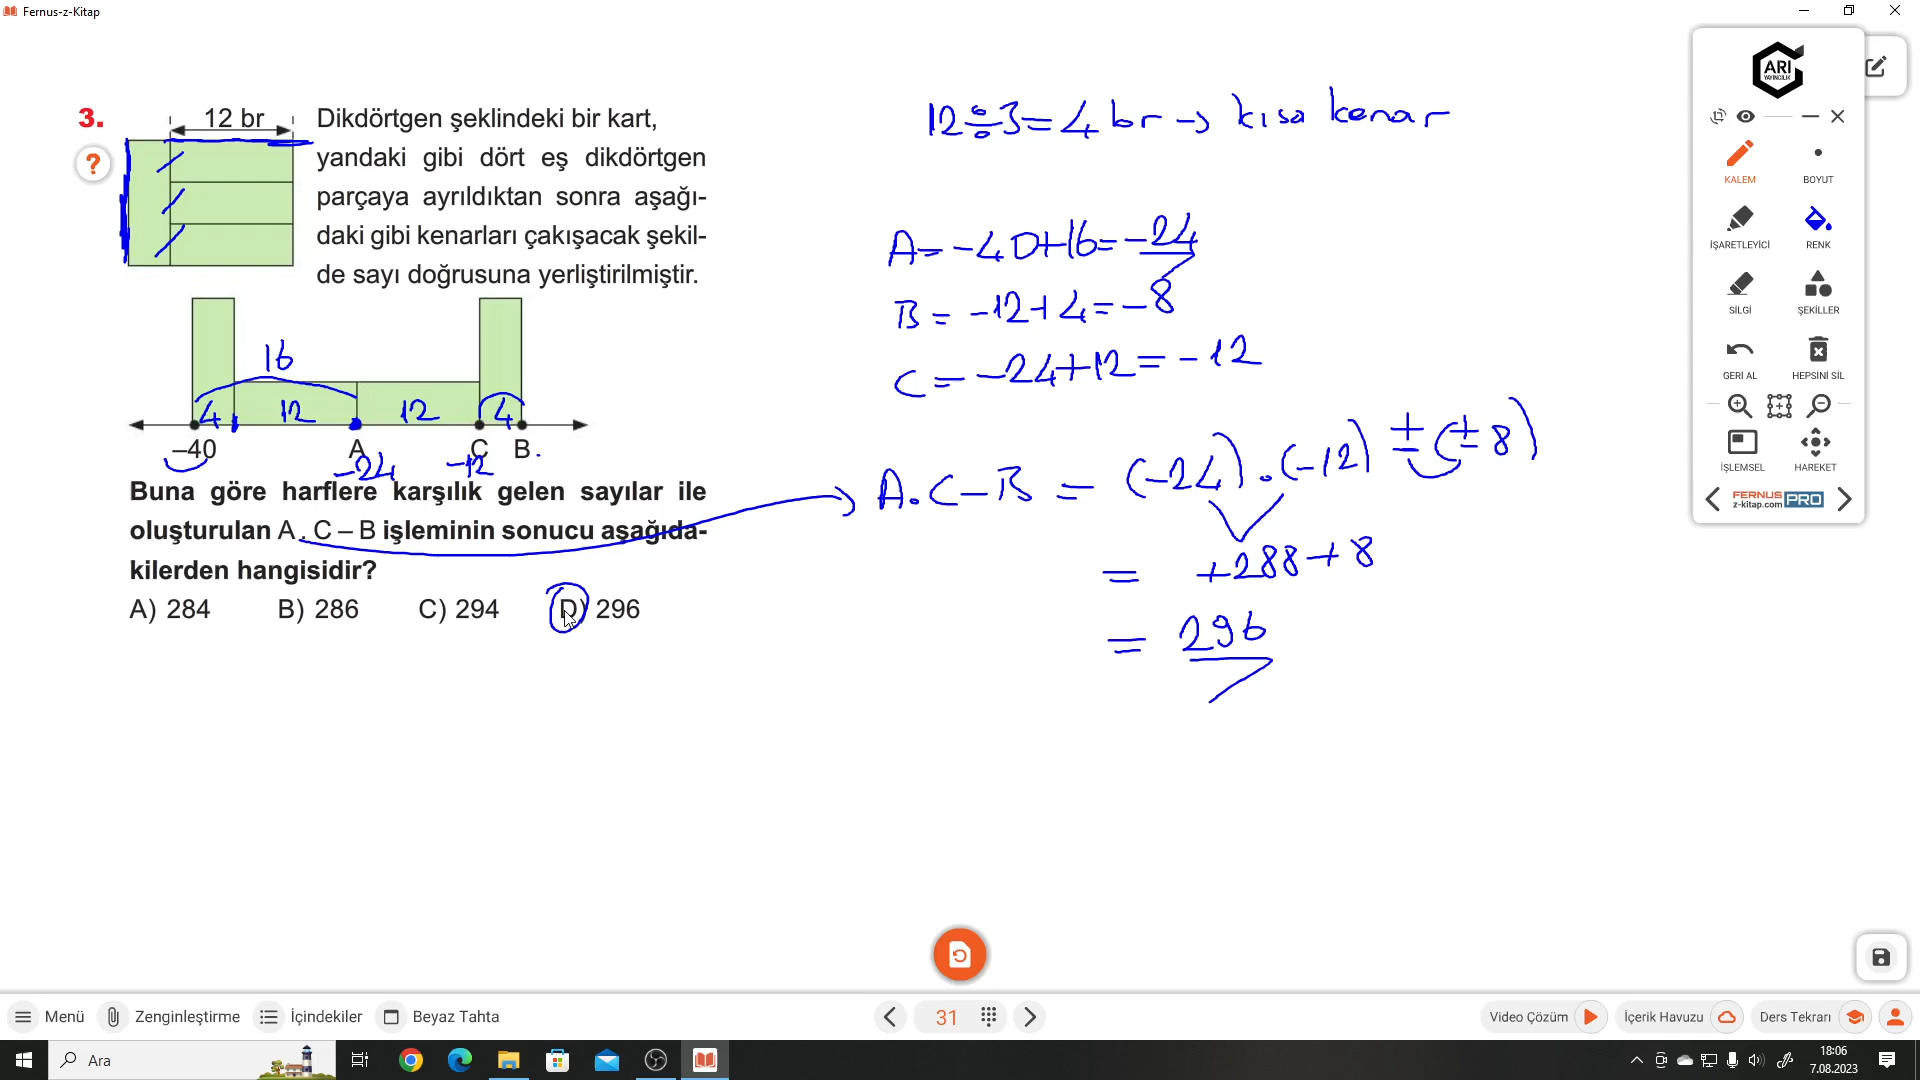 Fernus-z-Kitap
3.
12 br
?
Dikdörtgen şeklindeki bir kart,
yandaki gibi dört eş dikdörtgen
parçaya ayrıldıktan sonra aşağı-
daki gibi kenarları çakışacak şekil-
de sayı doğrusuna yerleştirilmiştir.
16
4 12 12 4
–40 A C B .
-24 -12
Buna göre harflere karşılık gelen sayılar ile
oluşturulan A . C – B işleminin sonucu aşağıda-
kilerden hangisidir?
A) 284 B) 286 C) 294 D) 296
12÷3=4 br → kısa kenar
A=-40+16=-24
B=-12+4=-8
C=-24+12=-12
A.C-B = (-24).(-12) ± (± 8)
= +288+8
= 296
ARI
YAYINCILIK
KALEM BOYUT
İŞARETLEYİCİ RENK
SİLGİ ŞEKİLLER
GERİ AL HEPSİNİ SİL
İŞLEMSEL HAREKET
FERNUS PRO
z-kitap.com
Menü Zenginleştirme İçindekiler Beyaz Tahta
31
Video Çözüm İçerik Havuzu Ders Tekrarı
Ara
18:06
7.08.2023